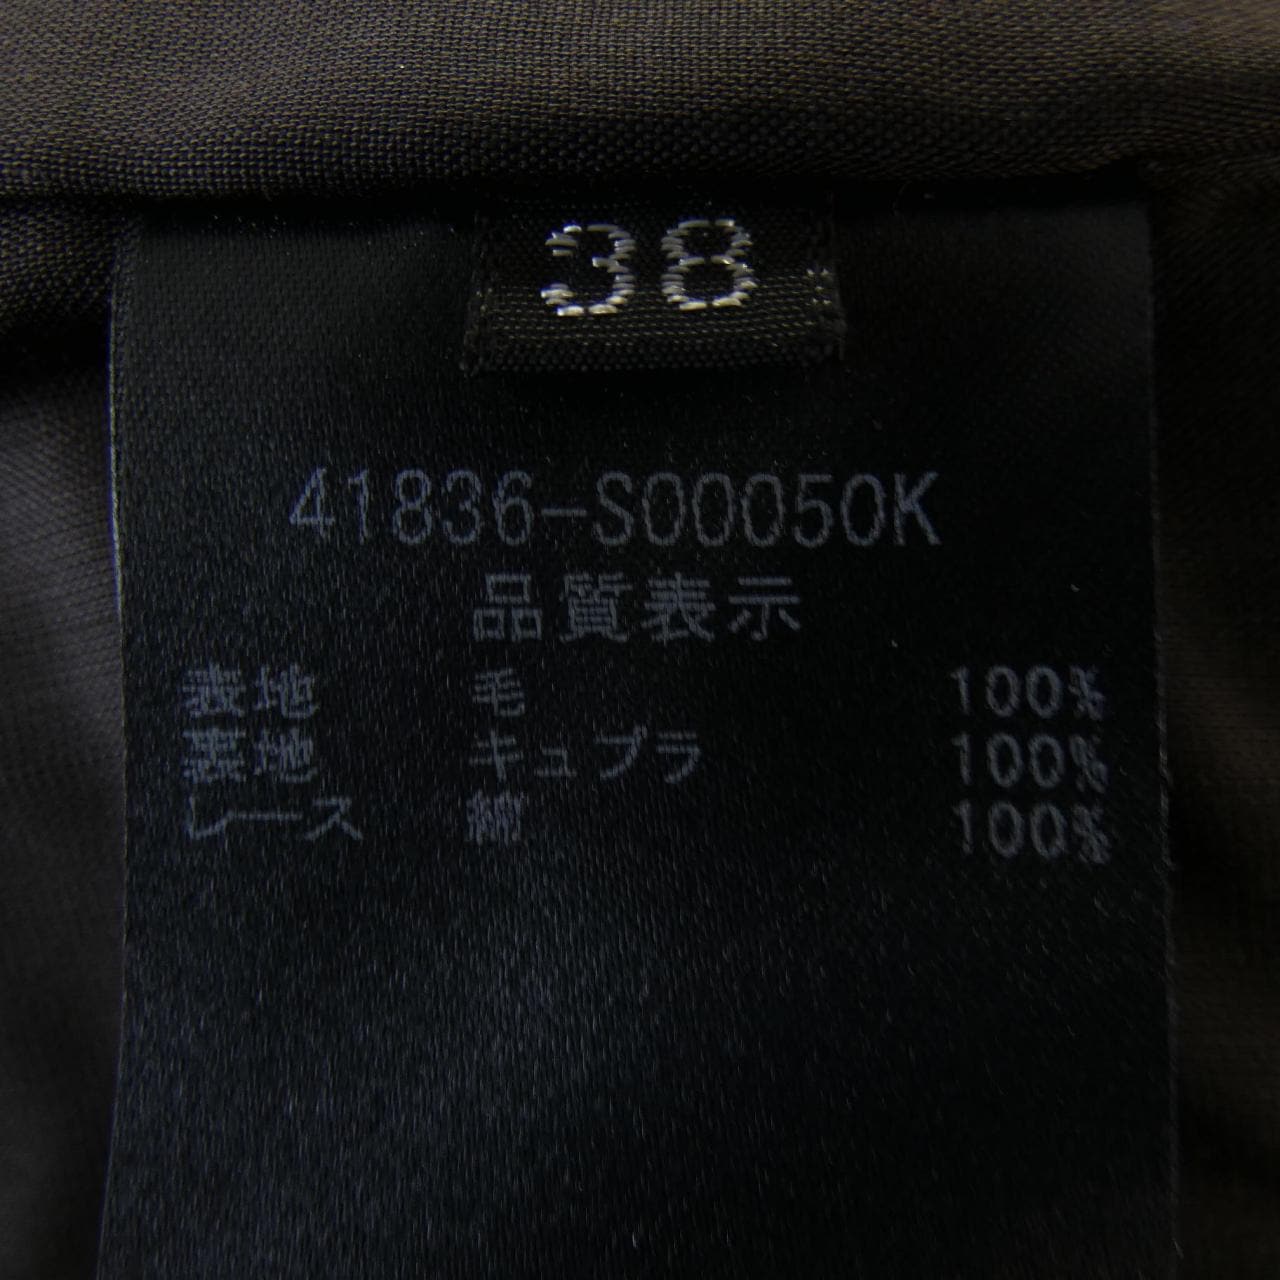 38
41836-S00050K
品質表示
表地 毛 100%
裏地 キュプラ 100%
レース 綿 100%